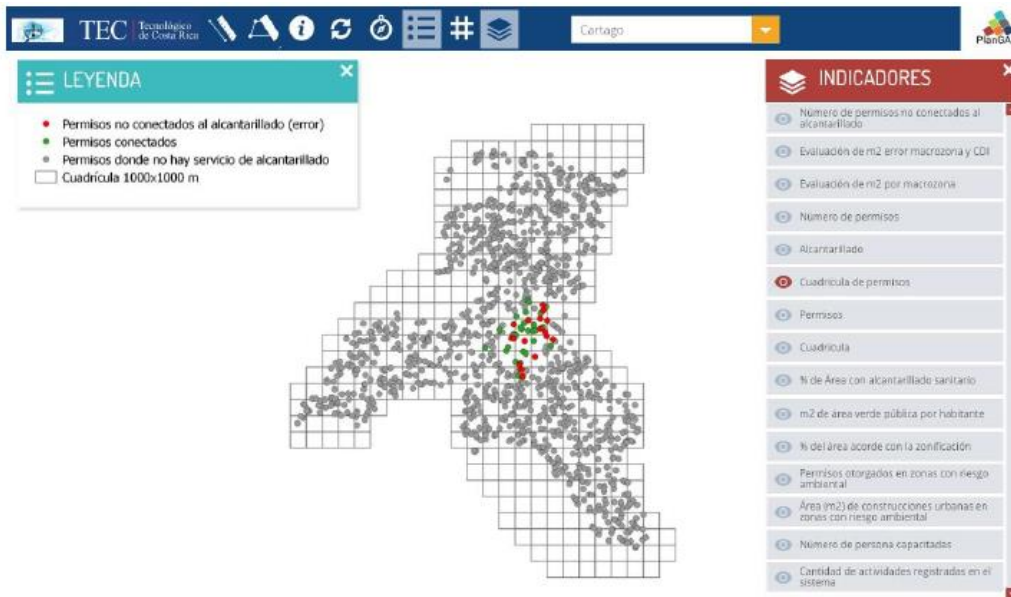 TEC Tecnológico
de Costa Rica
Cartago
PlanGA
LEYENDA
Permisos no conectados al alcantarillado (error)
Permisos conectados
Permisos donde no hay servicio de alcantarillado
Cuadrícula 1000x1000 m
INDICADORES
Número de permisos no conectados al
alcantarillado
Evaluación de m2 error macrozona y CDI
Evaluación de m2 por macrozona
Número de permisos
Alcantarillado
Cuadrícula de permisos
Permisos
Cuadrícula
% de Área con alcantarillado sanitario
m2 de área verde pública por habitante
% del área acorde con la zonificación
Permisos otorgados en zonas con riesgo
ambiental
Área (m2) de construcciones urbanas en
zonas con riesgo ambiental
Número de persona capacitadas
Cantidad de actividades registradas en el
sistema